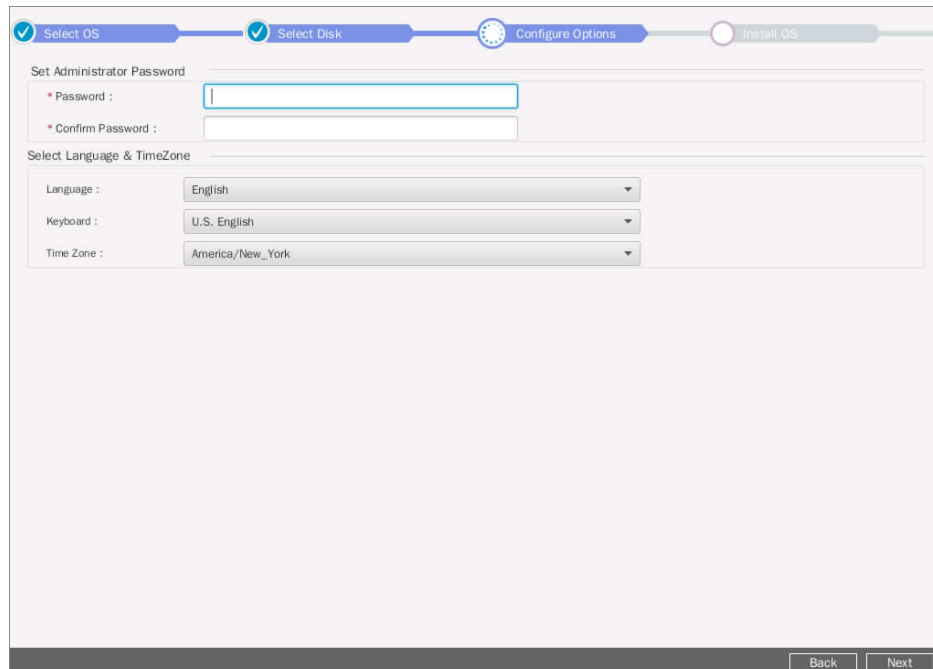 Select OS
Select Disk
Configure Options
Install OS
Set Administrator Password
* Password :
* Confirm Password :
Select Language & TimeZone
Language :
English
Keyboard :
U.S. English
Time Zone :
America/New_York
Back
Next